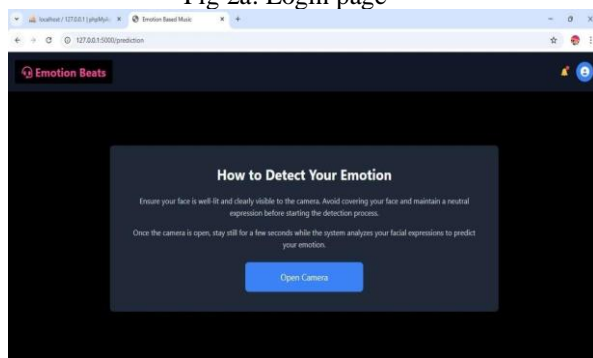 Fig 2a: Login page
localhost / 127.0.0.1 | phpMyA
Emotion Based Music
127.0.0.1:5000/prediction
Emotion Beats
How to Detect Your Emotion
Ensure your face is well-lit and clearly visible to the camera. Avoid covering your face and maintain a neutral
expression before starting the detection process.
Once the camera is open, stay still for a few seconds while the system analyzes your facial expressions to predict
your emotion.
Open Camera